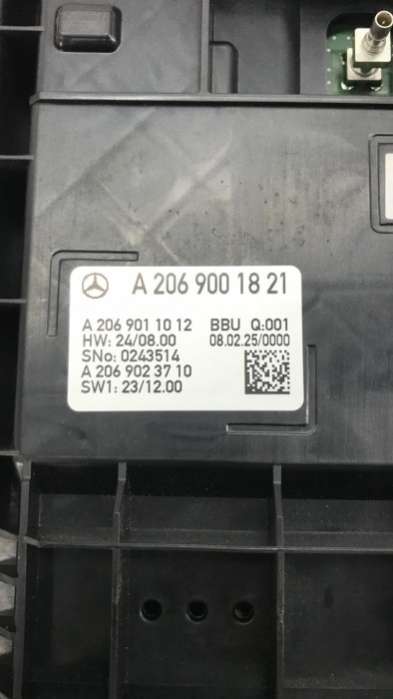 A 206 900 18 21
A 206 901 10 12 BBU Q:001
HW: 24/08.00 08.02.25/0000
SNo: 0243514
A 206 902 37 10
SW1: 23/12.00